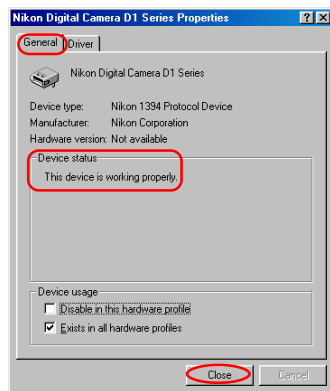 Nikon Digital Camera D1 Series Properties
General
Driver
Nikon Digital Camera D1 Series
Device type: Nikon 1394 Protocol Device
Manufacturer: Nikon Corporation
Hardware version: Not available
Device status
This device is working properly.
Device usage
Disable in this hardware profile
Exists in all hardware profiles
Close
Cancel